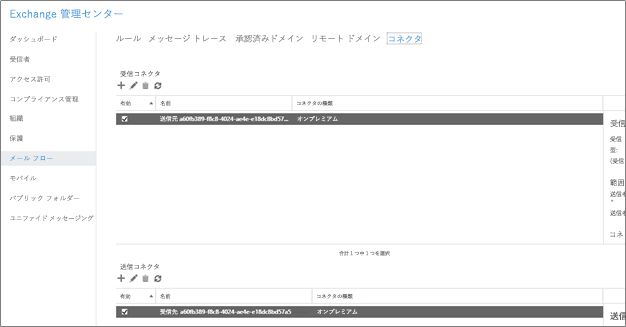 Exchange 管理センター
ダッシュボード
受信者
アクセス許可
コンプライアンス管理
組織
保護
メール フロー
モバイル
パブリック フォルダー
ユニファイド メッセージング
ルール メッセージ トレース 承認済みドメイン リモート ドメイン コネクタ
受信コネクタ
有効 名前 コネクタの種類
送信元 a60fb389-f8c8-4024-ae4e-e18dc8bd57... オンプレミアム
合計 1 つ中 1 つを選択
送信コネクタ
有効 名前 コネクタの種類
受信先 a60fb389-f8c8-4024-ae4e-e18dc8bd57a5 オンプレミアム
受信
受信
型:
(受信
範囲
送信者
*
送信者
コネ
送信